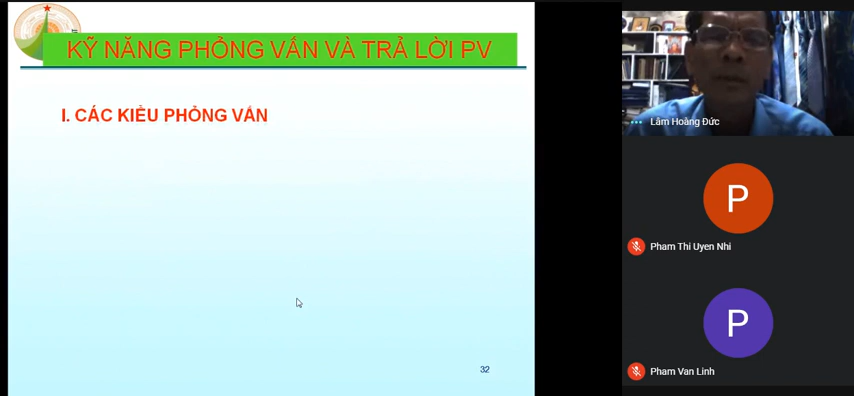 KỸ NĂNG PHỎNG VẤN VÀ TRẢ LỜI PV
I. CÁC KIỂU PHỎNG VẤN
32
Lâm Hoàng Đức
P
Pham Thi Uyen Nhi
P
Pham Van Linh